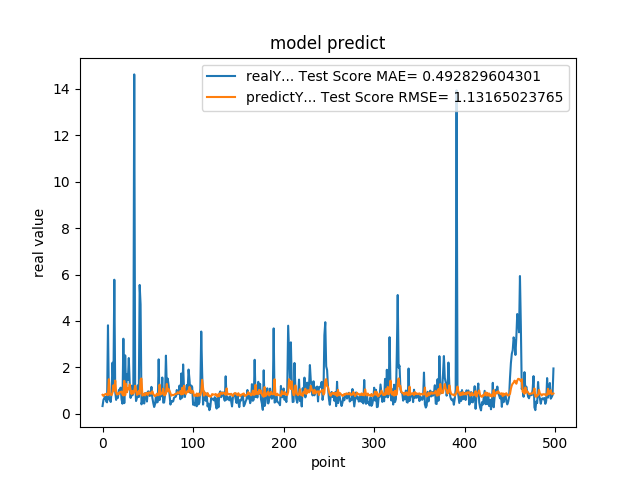 model predict
realY... Test Score MAE= 0.492829604301
predictY... Test Score RMSE= 1.13165023765
14
12
10
8
6
4
2
0
real value
0 100 200 300 400 500
point